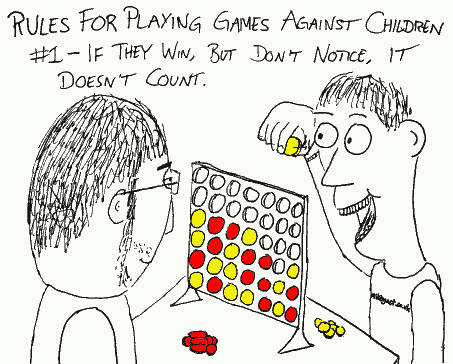 RULES FOR PLAYING GAMES AGAINST CHILDREN
#1 - IF THEY WIN, BUT DON'T NOTICE, IT
DOESN'T COUNT.